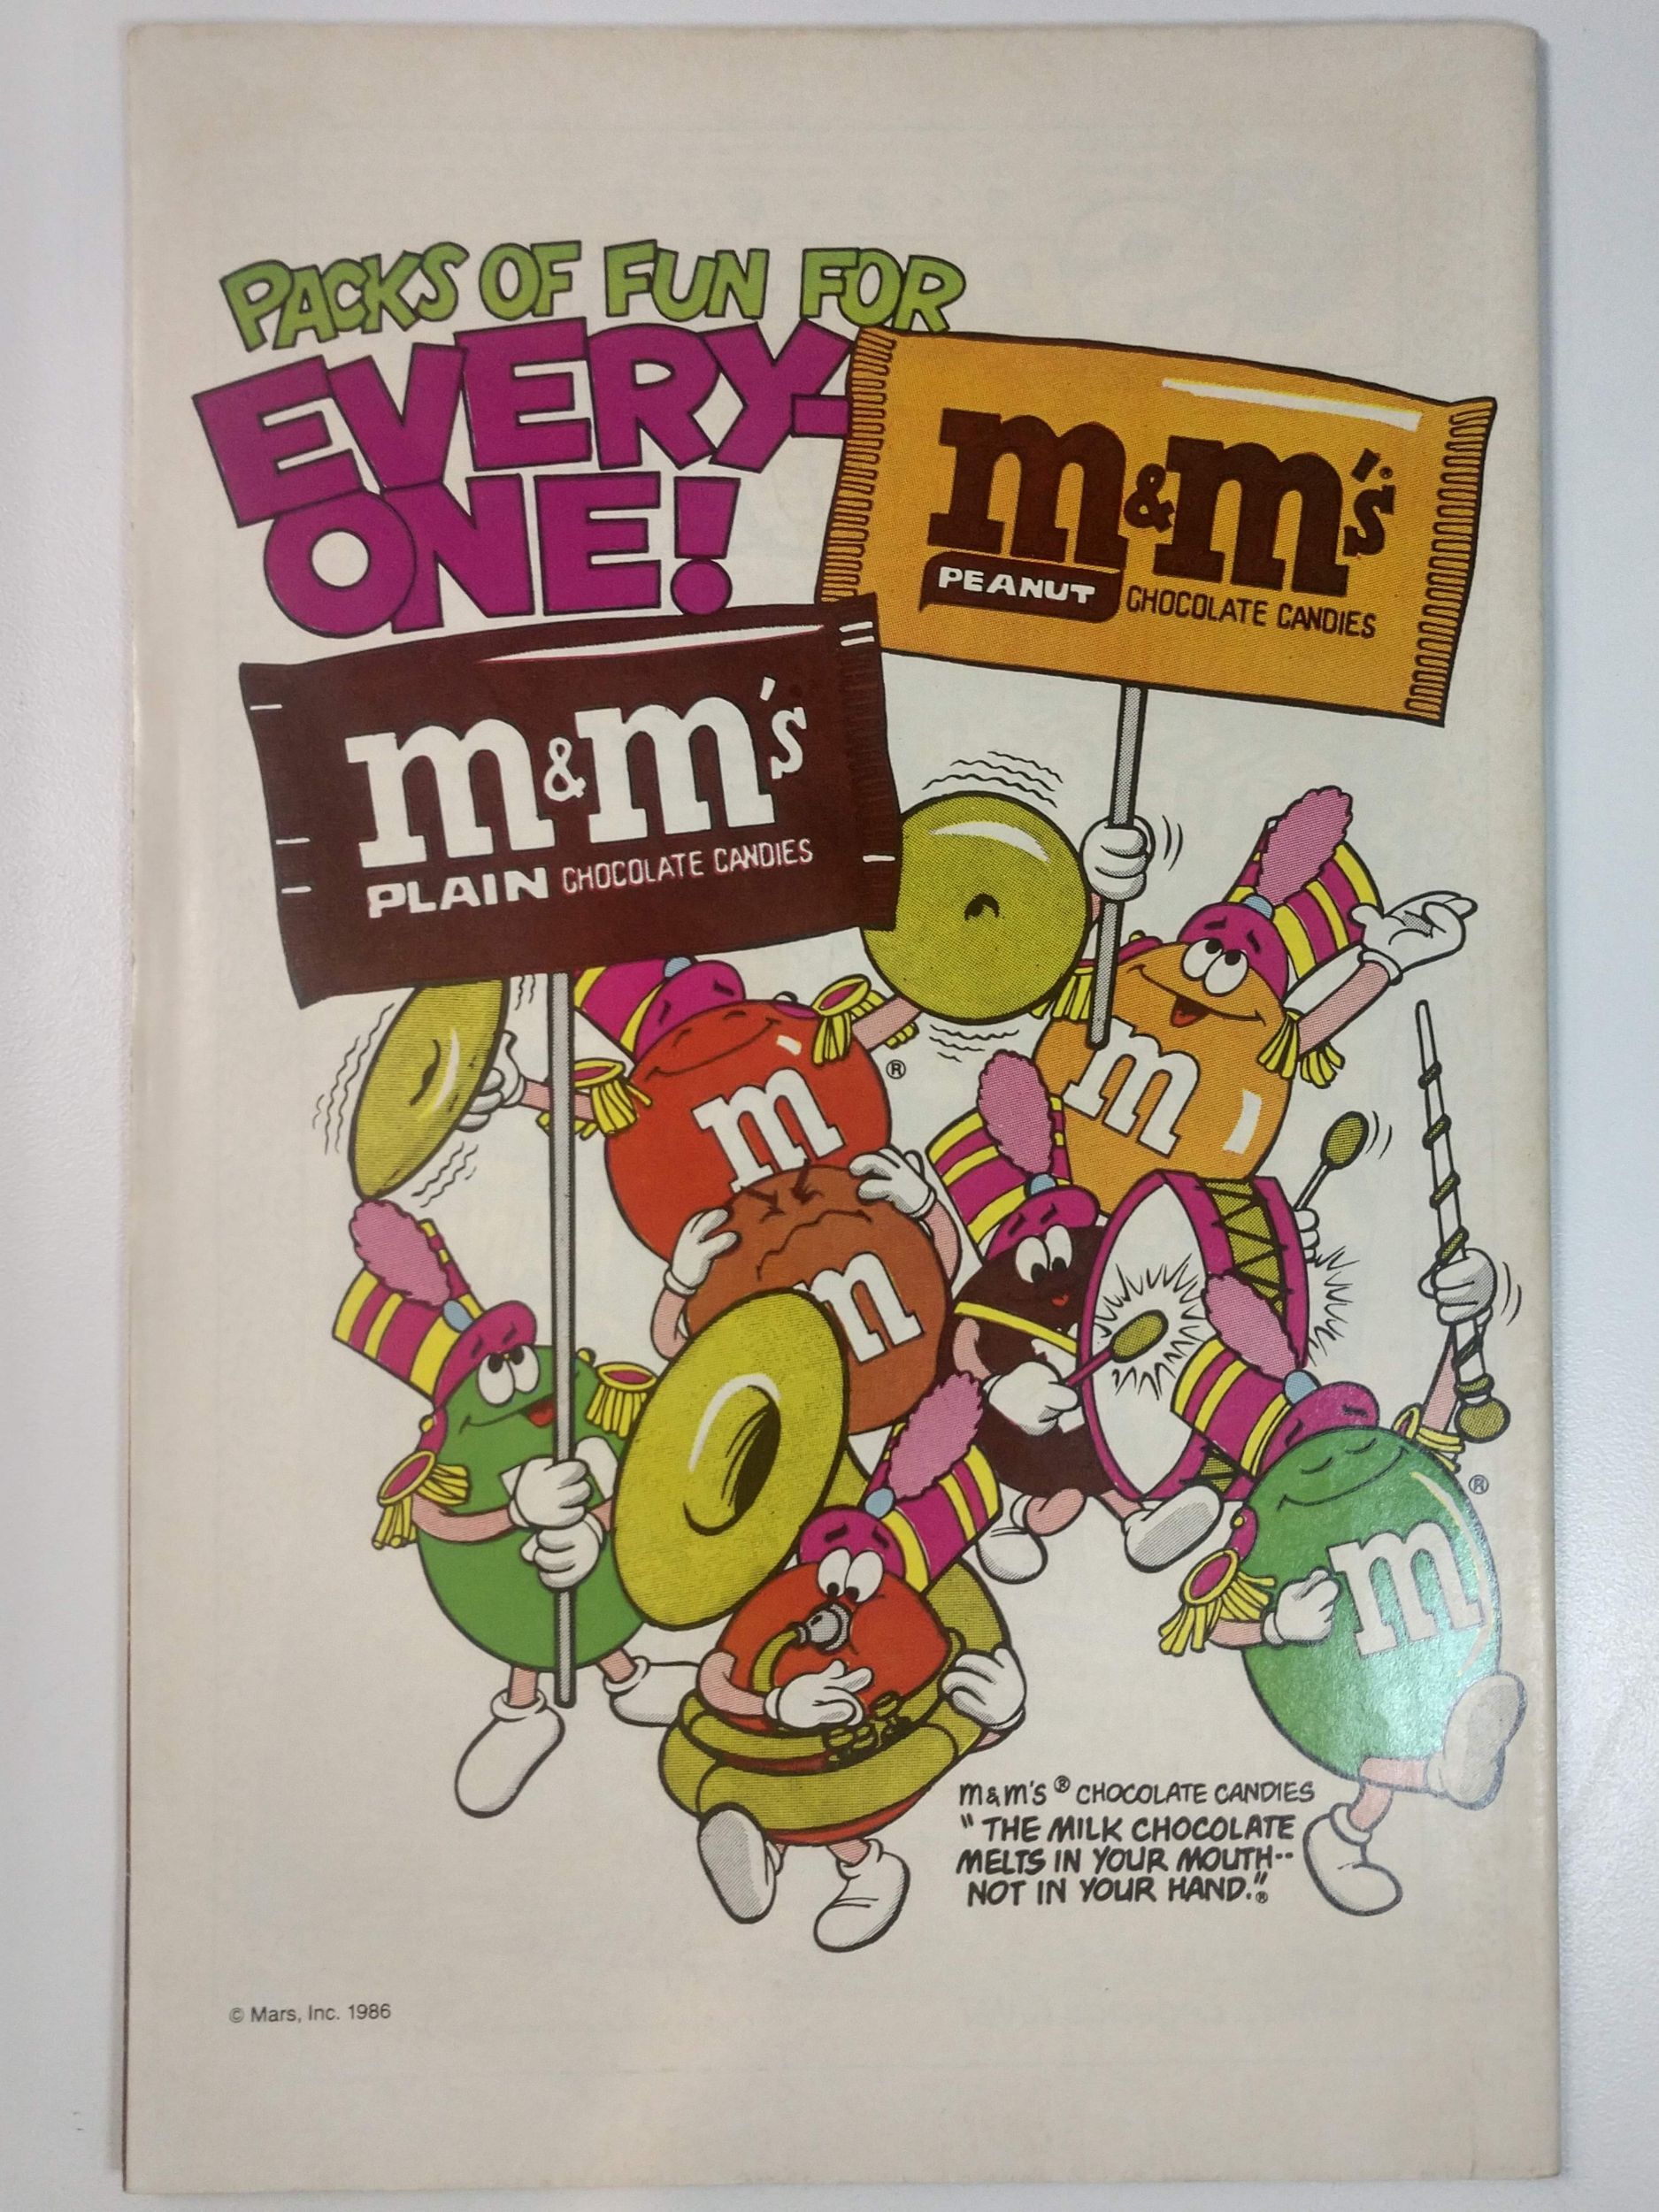 PACKS OF FUN FOR
EVERY-
ONE!
m&m's®
PEANUT CHOCOLATE CANDIES
m&m's
PLAIN CHOCOLATE CANDIES
m
®
m
m
m
®
m&m's® CHOCOLATE CANDIES
"THE MILK CHOCOLATE
MELTS IN YOUR MOUTH--
NOT IN YOUR HAND."®
© Mars, Inc. 1986